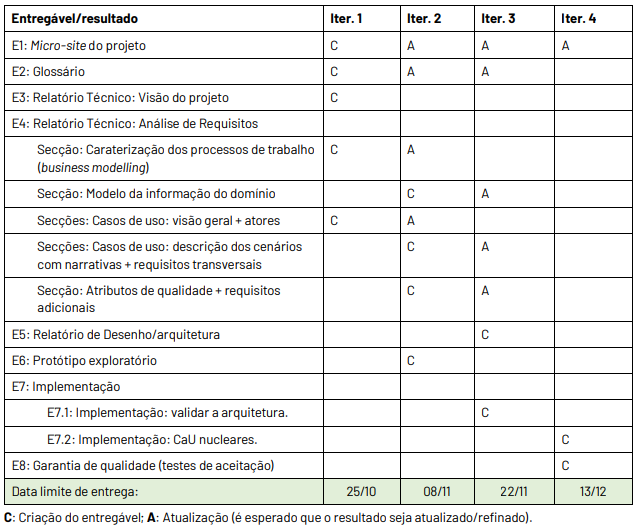 Entregável/resultado Iter. 1 Iter. 2 Iter. 3 Iter. 4
E1: Micro-site do projeto C A A A
E2: Glossário C A A
E3: Relatório Técnico: Visão do projeto C
E4: Relatório Técnico: Análise de Requisitos
Secção: Caraterização dos processos de trabalho C A
(business modelling)
Secção: Modelo da informação do domínio C A
Secções: Casos de uso: visão geral + atores C A
Secções: Casos de uso: descrição dos cenários C A
com narrativas + requisitos transversais
Secção: Atributos de qualidade + requisitos C A
adicionais
E5: Relatório de Desenho/arquitetura C
E6: Protótipo exploratório C
E7: Implementação
E7.1: Implementação: validar a arquitetura. C
E7.2: Implementação: CaU nucleares. C
E8: Garantia de qualidade (testes de aceitação) C
Data limite de entrega: 25/10 08/11 22/11 13/12
C: Criação do entregável; A: Atualização (é esperado que o resultado seja atualizado/refinado).